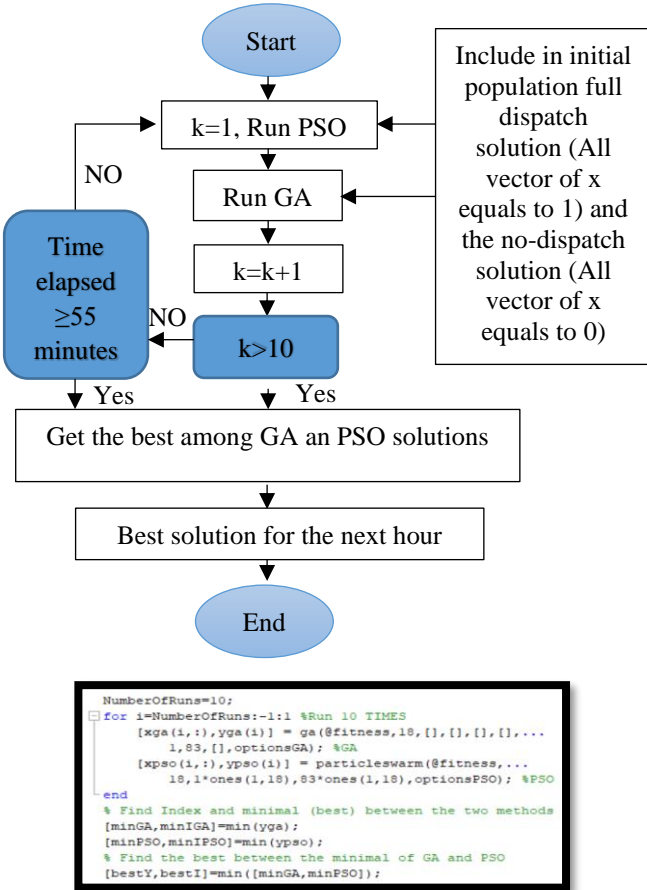 Start
k=1, Run PSO
Include in initial
population full
dispatch
solution (All
vector of x
equals to 1) and
the no-dispatch
solution (All
vector of x
equals to 0)
NO
Run GA
Time
elapsed
≥55
minutes
k=k+1
NO
k>10
Yes
Yes
Get the best among GA an PSO solutions
Best solution for the next hour
End
NumberOfRuns=10;
for i=NumberOfRuns:-1:1 %Run 10 TIMES
[xga(i,:),yga(i)] = ga(@fitness,18,[],[],[],[],...
1,83,[],optionsGA); %GA
[xpso(i,:),ypso(i)] = particleswarm(@fitness,...
18,1*ones(1,18),83*ones(1,18),optionsPSO); %PSO
end
% Find Index and minimal (best) between the two methods
[minGA,minIGA]=min(yga);
[minPSO,minIPSO]=min(ypso);
% Find the best between the minimal of GA and PSO
[bestY,bestI]=min([minGA,minPSO]);